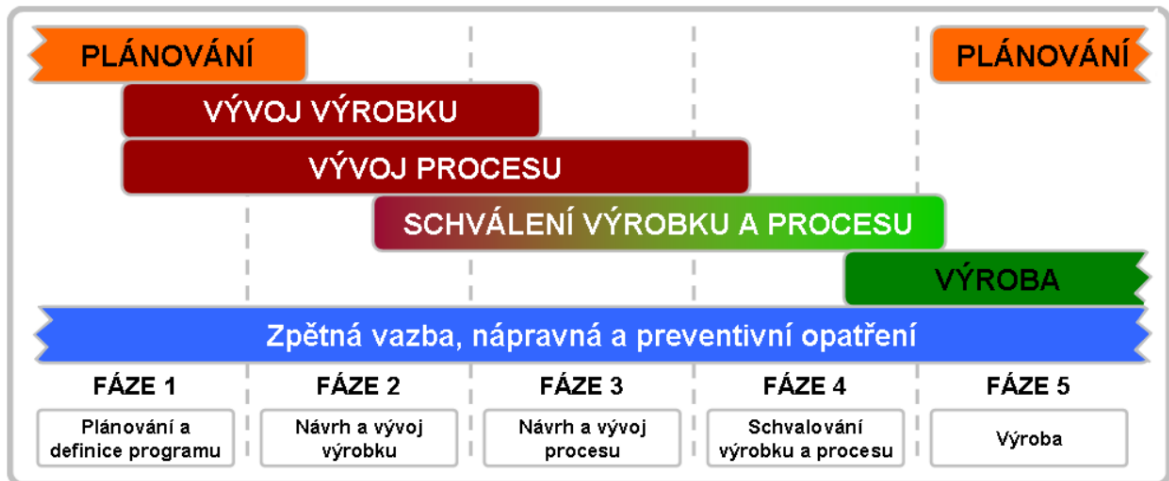 PLÁNOVÁNÍ
PLÁNOVÁNÍ
VÝVOJ VÝROBKU
VÝVOJ PROCESU
SCHVÁLENÍ VÝROBKU A PROCESU
VÝROBA
Zpětná vazba, nápravná a preventivní opatření
FÁZE 1
FÁZE 2
FÁZE 3
FÁZE 4
FÁZE 5
Plánování a
definice programu
Návrh a vývoj
výrobku
Návrh a vývoj
procesu
Schvalování
výrobku a procesu
Výroba